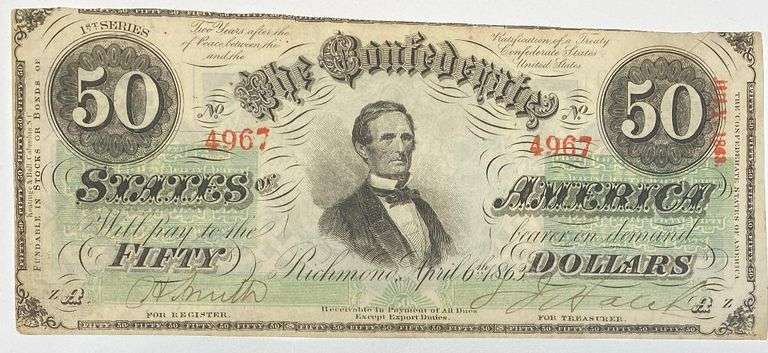 1ST SERIES
Two Years after the Ratification of a Treaty
of Peace between the Confederate States
and the United States
50 The Confederate 50
No No
4967 4967
STATES OF AMERICA
Will pay to the bearer on demand
FIFTY DOLLARS
Richmond, April 6th 1863
Z Z
FOR REGISTER. FOR TREASURER.
Receivable in Payment of All Dues
Except Export Duties.
FUNDABLE IN STOCKS OR BONDS OF
THE CONFEDERATE STATES OF AMERICA